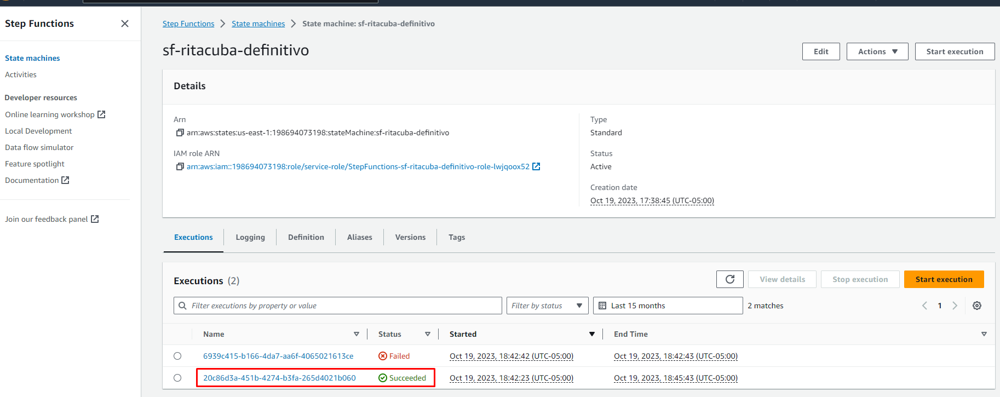 Step Functions
State machines
Activities
Developer resources
Online learning workshop
Local Development
Data flow simulator
Feature spotlight
Documentation
Join our feedback panel
Step Functions State machines State machine: sf-ritacuba-definitivo
sf-ritacuba-definitivo
Edit Actions Start execution
Details
Arn
arn:aws:states:us-east-1:198694073198:stateMachine:sf-ritacuba-definitivo
IAM role ARN
arn:aws:iam::198694073198:role/service-role/StepFunctions-sf-ritacuba-definitivo-role-lwjqoox52
Type
Standard
Status
Active
Creation date
Oct 19, 2023, 17:38:45 (UTC-05:00)
Executions Logging Definition Aliases Versions Tags
Executions (2)
View details Stop execution Start execution
Filter executions by property or value Filter by status Last 15 months 2 matches 1
Name Status Started End Time
6939c415-b166-4da7-aa6f-4065021613ce Failed Oct 19, 2023, 18:42:42 (UTC-05:00) Oct 19, 2023, 18:42:43 (UTC-05:00)
20c86d3a-451b-4274-b3fa-265d4021b060 Succeeded Oct 19, 2023, 18:42:23 (UTC-05:00) Oct 19, 2023, 18:45:43 (UTC-05:00)